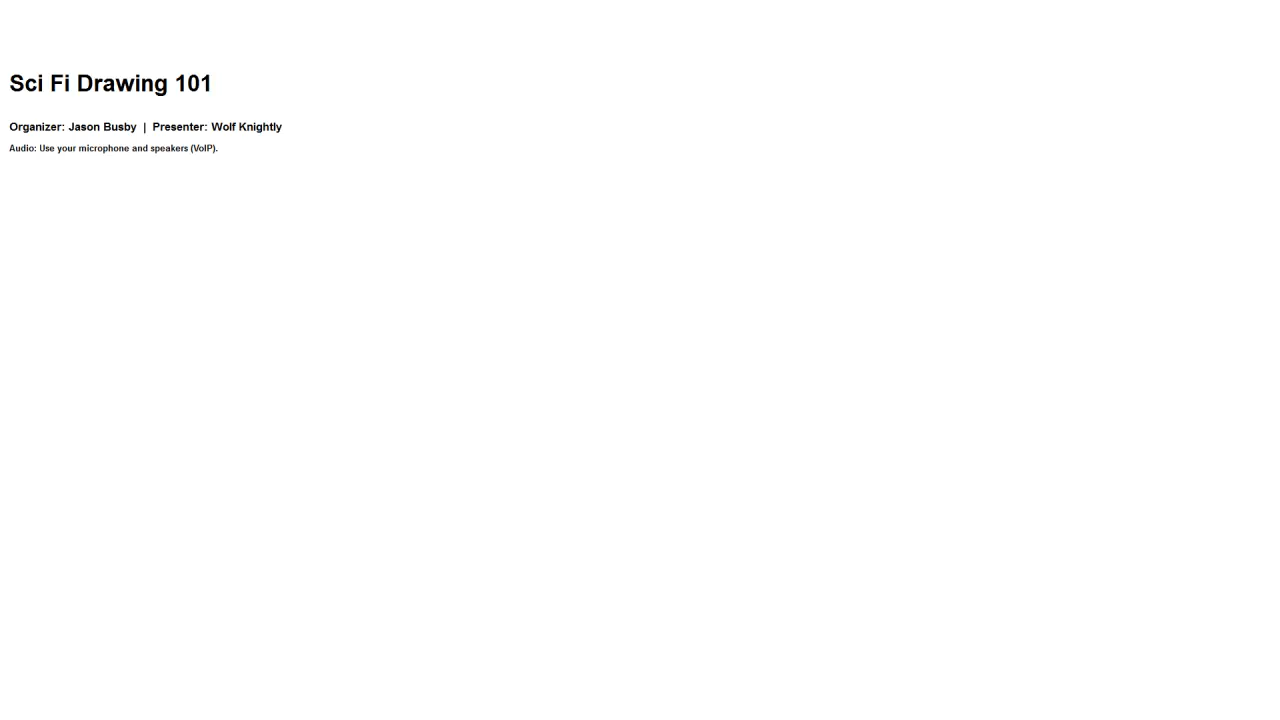 Sci Fi Drawing 101
Organizer: Jason Busby | Presenter: Wolf Knightly
Audio: Use your microphone and speakers (VoIP).